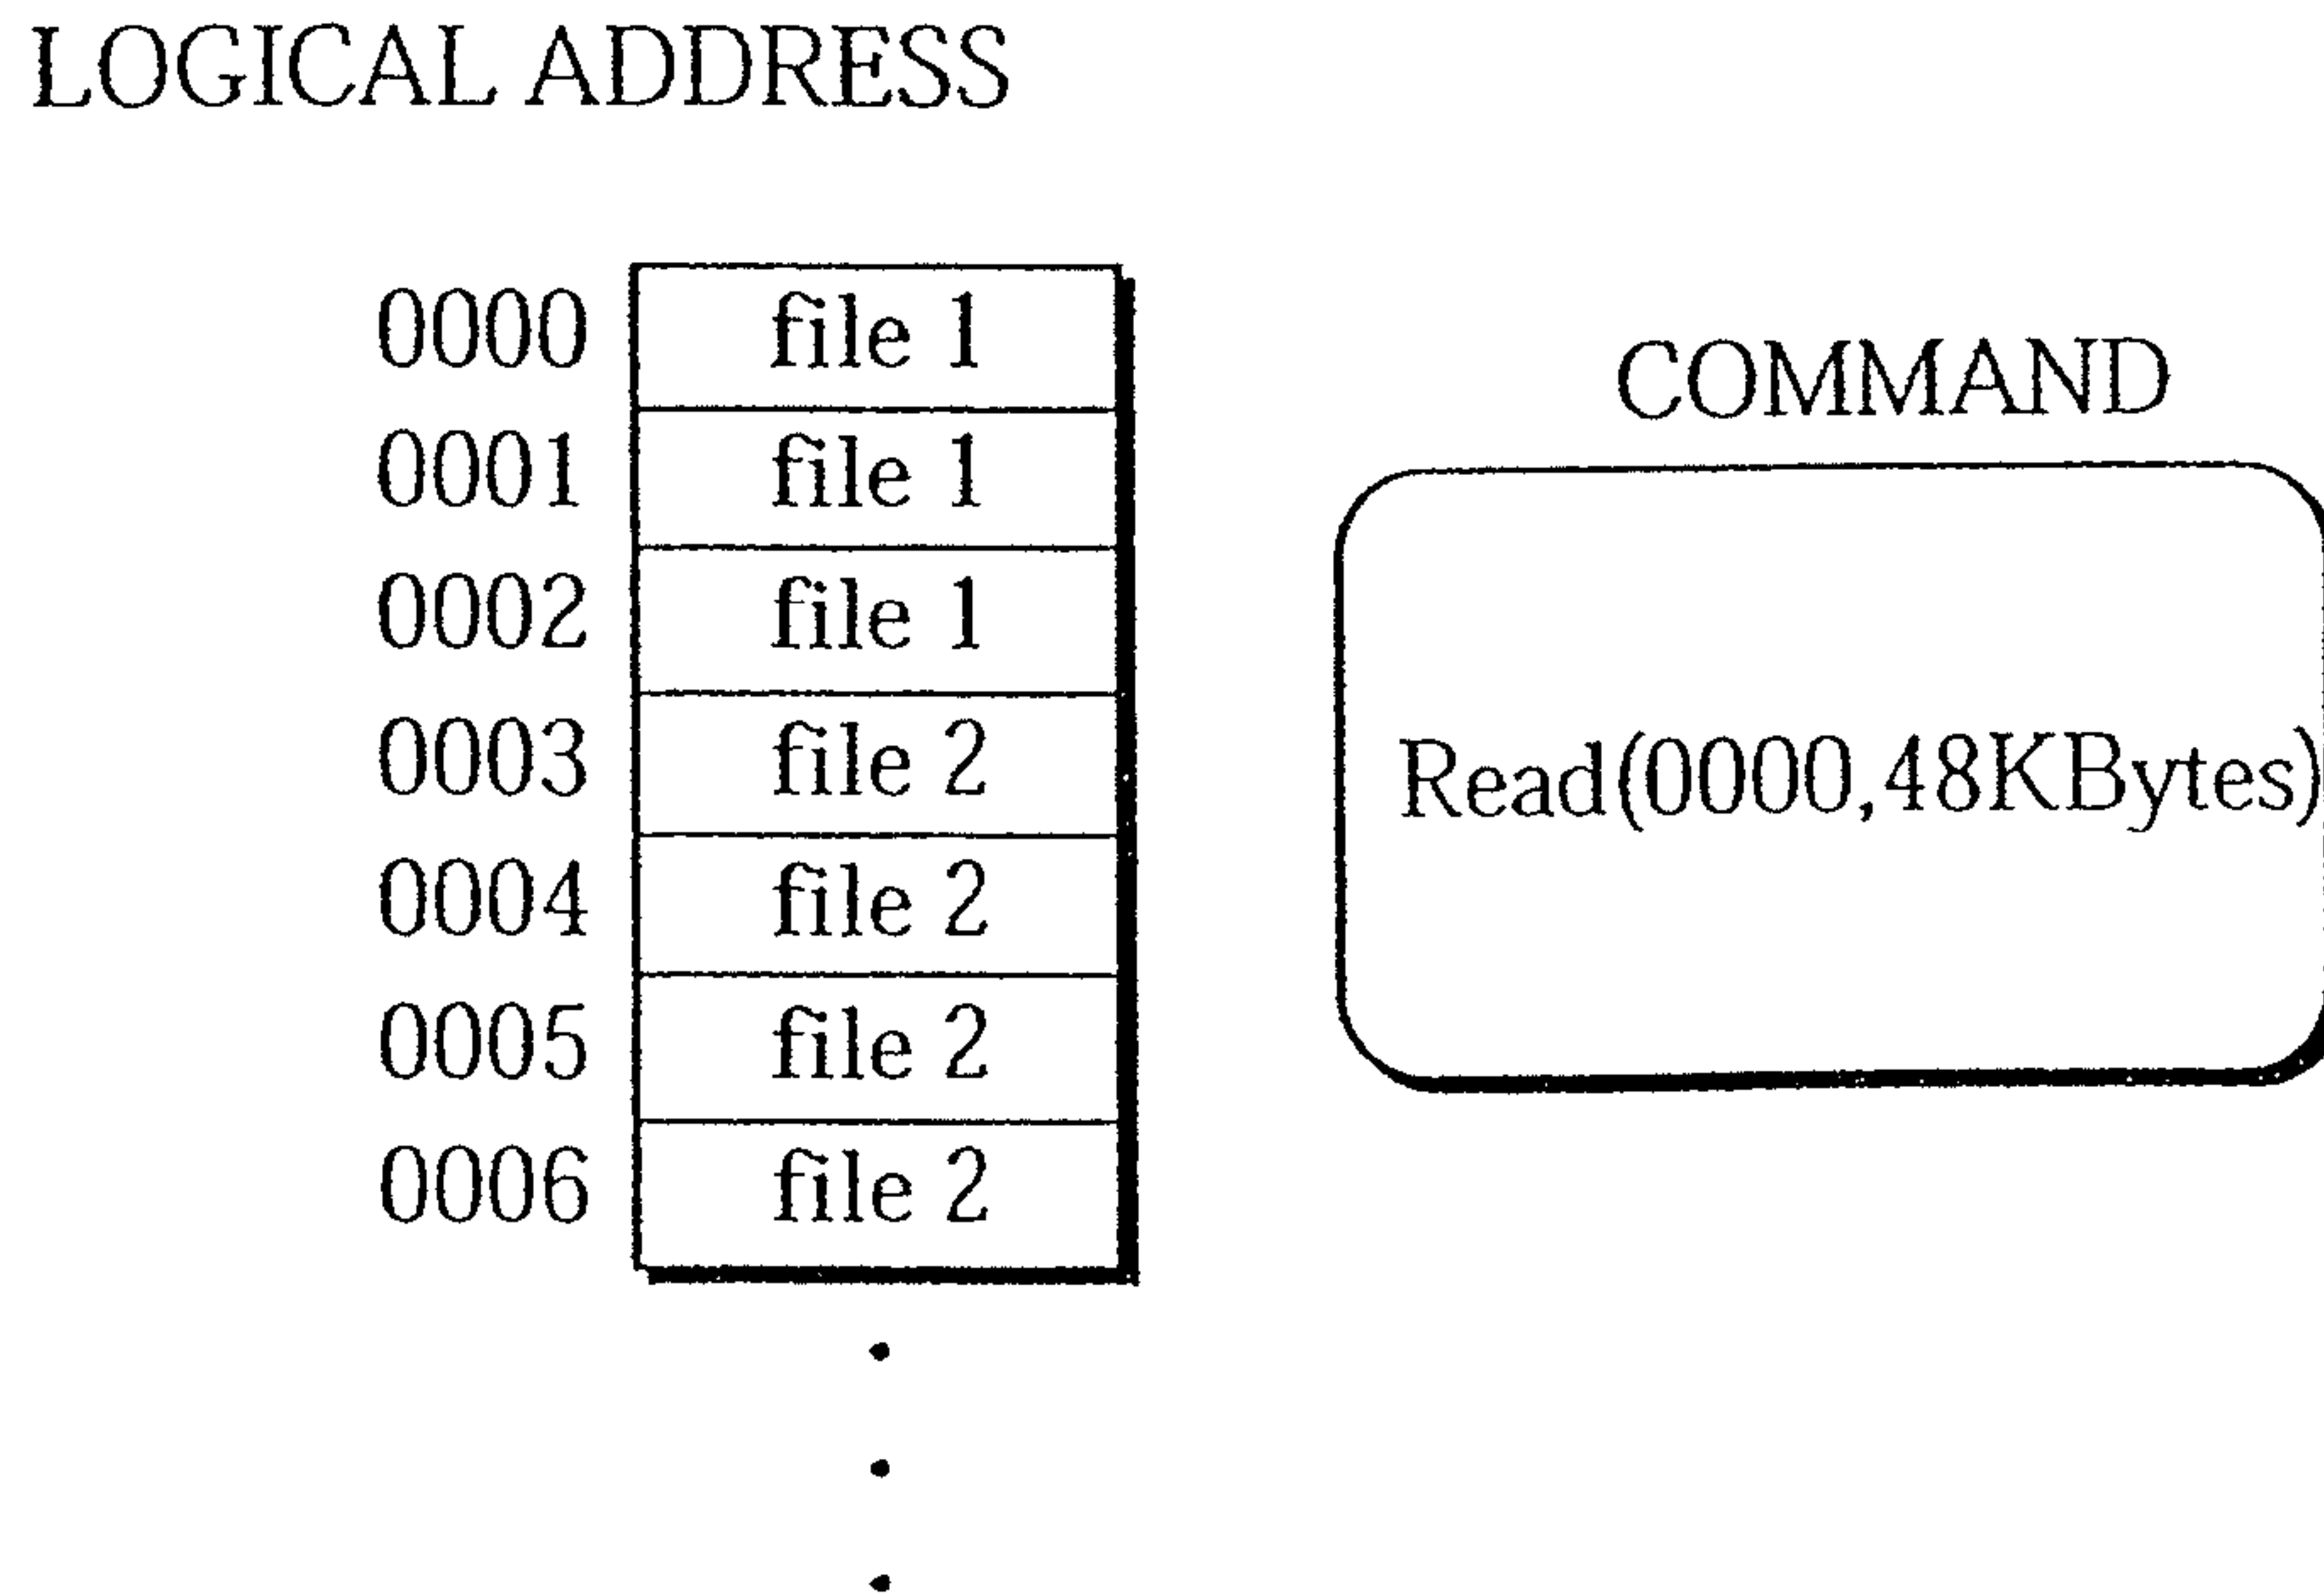 LOGICAL ADDRESS
0000 file 1
COMMAND
0001 file 1
0002 file 1
0003 file 2
Read(0000,48KBytes)
0004 file 2
0005 file 2
0006 file 2